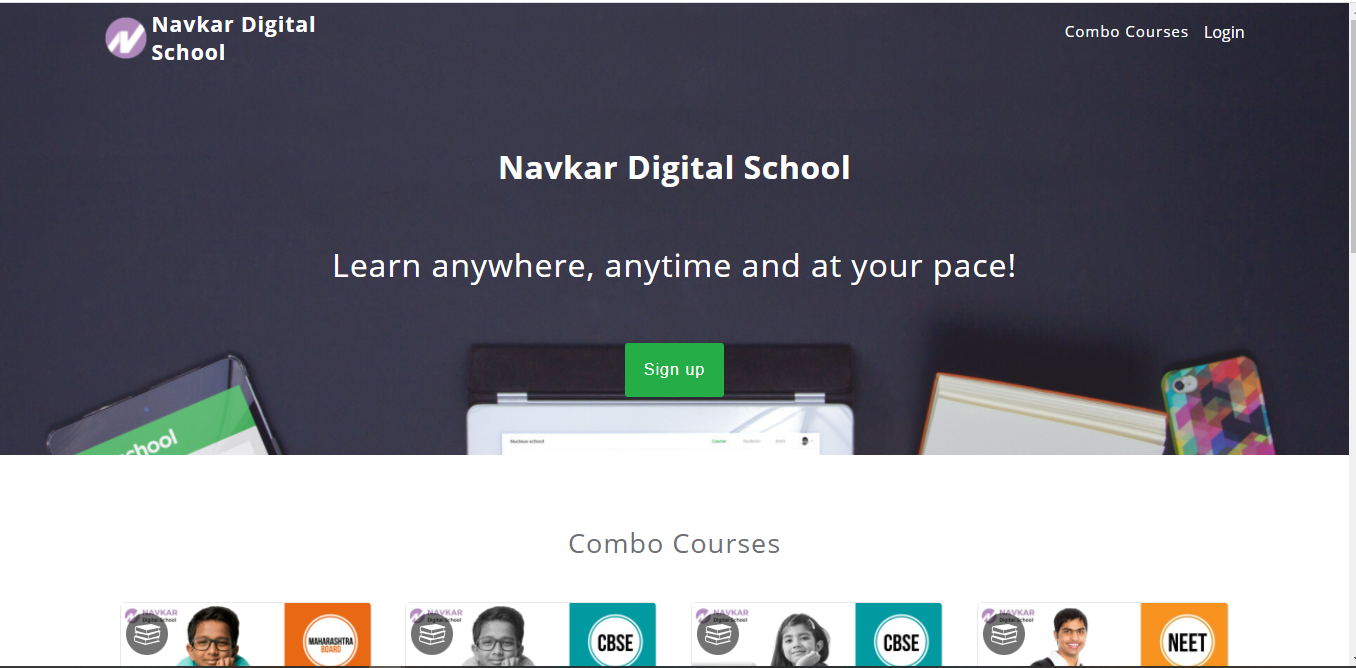 Navkar Digital
School
Combo Courses
Login
Navkar Digital School
Learn anywhere, anytime and at your pace!
Sign up
chool
Nucleus school
Combo Courses
NAVKAR
Digital School
MAHARASHTRA
BOARD
NAVKAR
Digital School
CBSE
NAVKAR
Digital School
CBSE
NAVKAR
Digital School
NEET